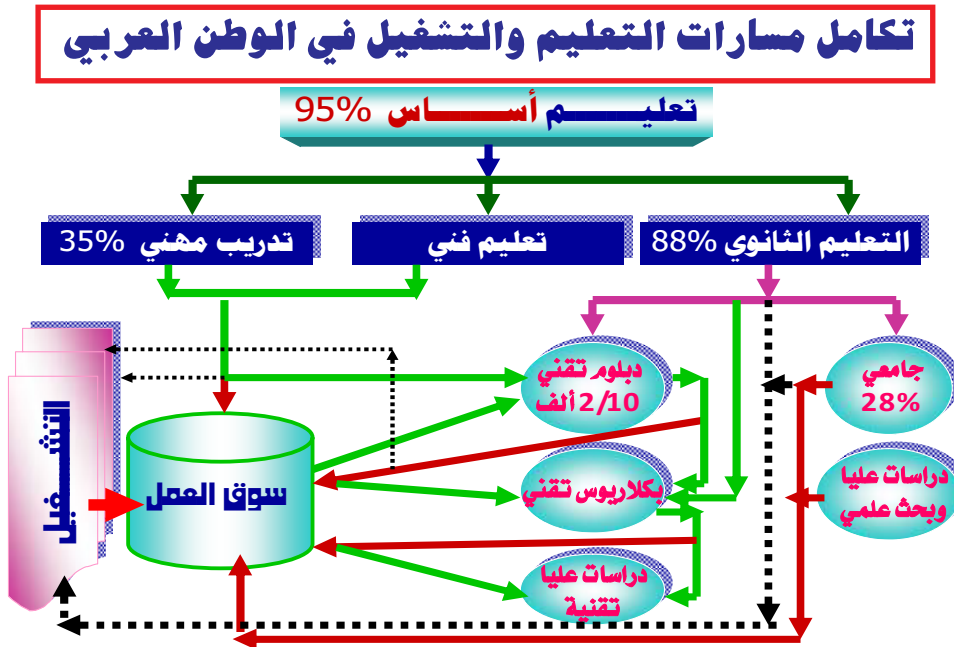 تكامل مسارات التعليم والتشغيل في الوطن العربي
تعليم أساس 95%
التعليم الثانوي 88%
تعليم فني
تدريب مهني 35%
جامعي
28%
دبلوم تقني
2/10 ألف
دراسات عليا
وبحث علمي
بكلاريوس تقني
سوق العمل
التشغيل
دراسات عليا
تقنية